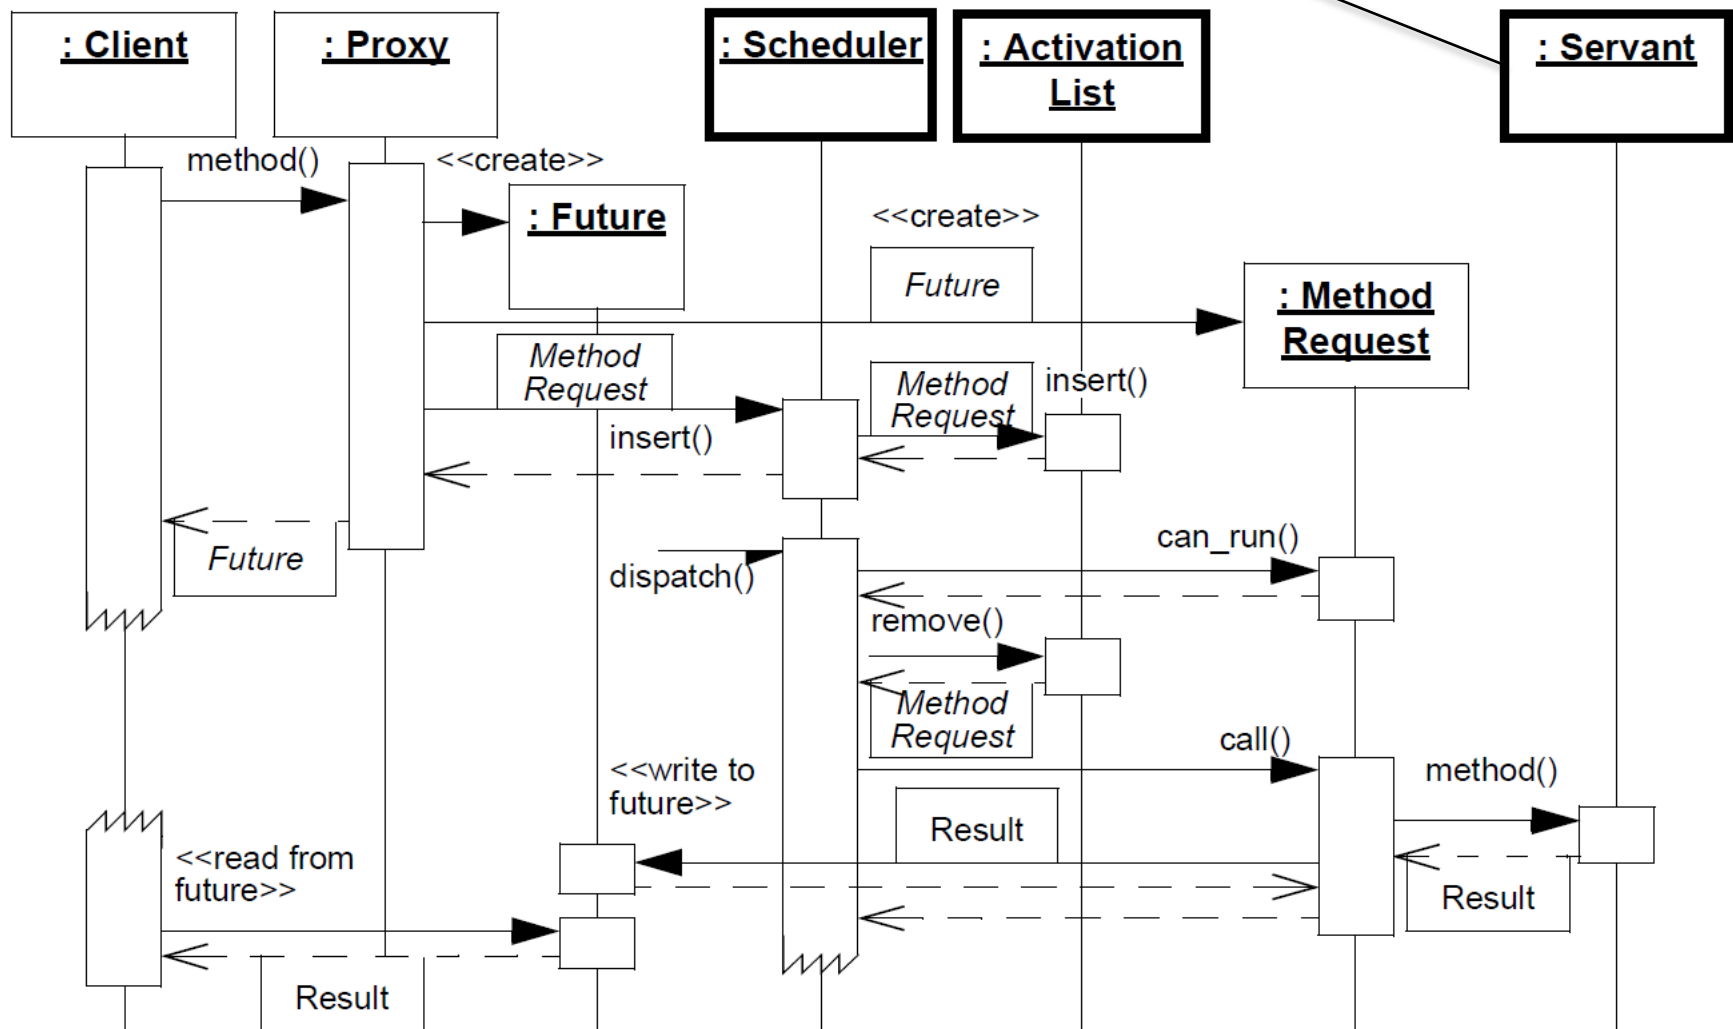 : Client
: Proxy
: Scheduler
: Activation
List
: Servant
method()
<<create>>
: Future
<<create>>
Future
: Method
Request
Method
Request
insert()
Method
Request
insert()
Future
dispatch()
can_run()
remove()
Method
Request
call()
<<write to
future>>
method()
Result
<<read from
future>>
Result
Result